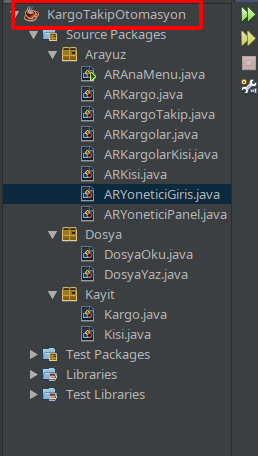 KargoTakipOtomasyon
Source Packages
Arayuz
ARAnaMenu.java
ARKargo.java
ARKargoTakip.java
ARKargolar.java
ARKargolarKisi.java
ARKisi.java
ARYoneticiGiris.java
ARYoneticiPanel.java
Dosya
DosyaOku.java
DosyaYaz.java
Kayit
Kargo.java
Kisi.java
Test Packages
Libraries
Test Libraries